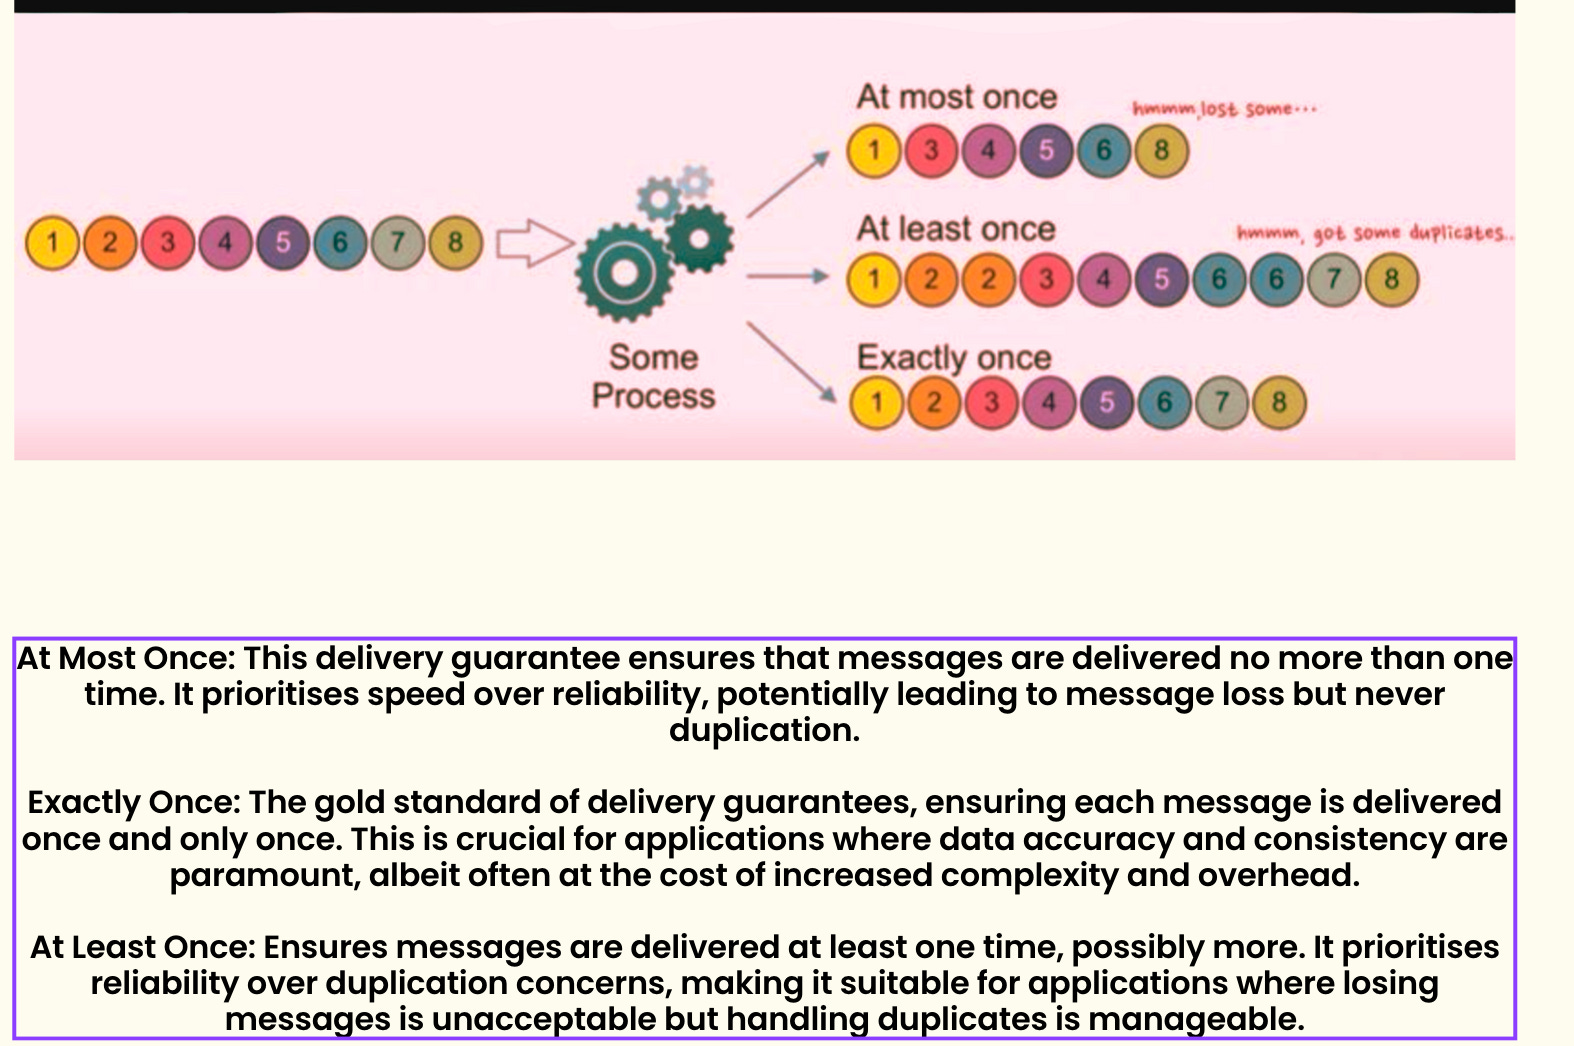 At most once
hmmm, lost some...
1 3 4 5 6 8
At least once
hmmm, got some duplicates..
1 2 2 3 4 5 6 6 7 8
1 2 3 4 5 6 7 8
Some
Process
Exactly once
1 2 3 4 5 6 7 8
At Most Once: This delivery guarantee ensures that messages are delivered no more than one
time. It prioritises speed over reliability, potentially leading to message loss but never
duplication.
Exactly Once: The gold standard of delivery guarantees, ensuring each message is delivered
once and only once. This is crucial for applications where data accuracy and consistency are
paramount, albeit often at the cost of increased complexity and overhead.
At Least Once: Ensures messages are delivered at least one time, possibly more. It prioritises
reliability over duplication concerns, making it suitable for applications where losing
messages is unacceptable but handling duplicates is manageable.